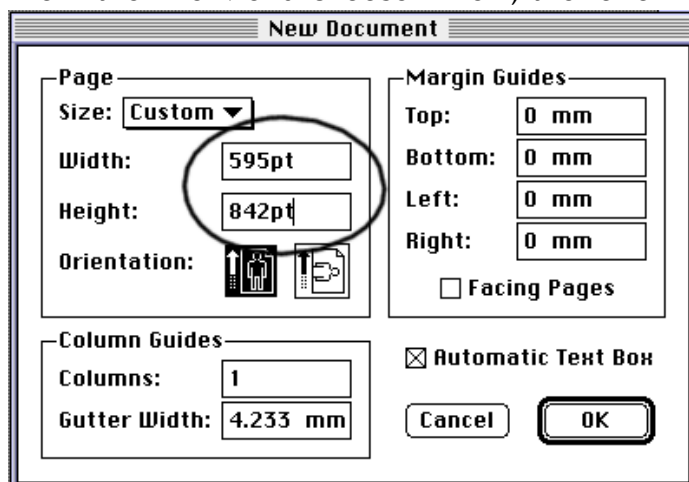 New Document
Page
Size: Custom
Width: 595pt
Height: 842pt
Orientation:
Margin Guides
Top: 0 mm
Bottom: 0 mm
Left: 0 mm
Right: 0 mm
Facing Pages
Column Guides
Columns: 1
Gutter Width: 4.233 mm
Automatic Text Box
Cancel
OK